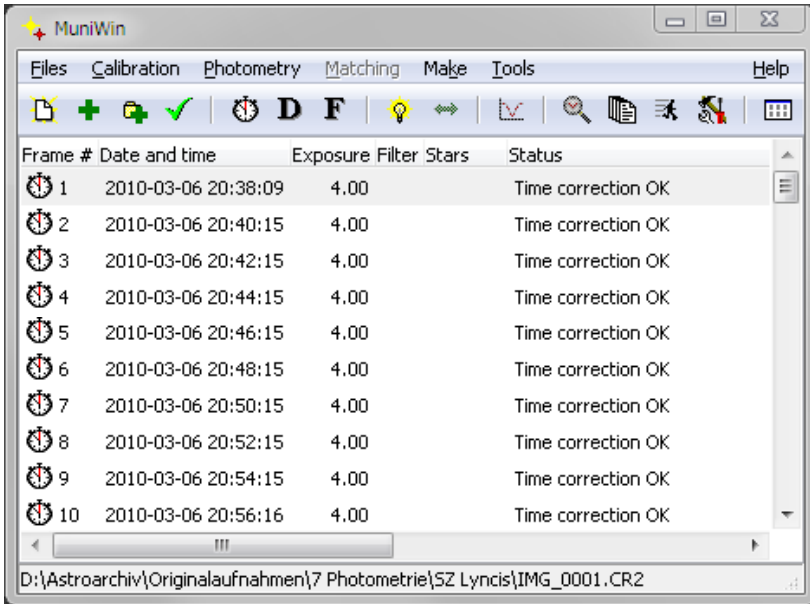 MuniWin
Files Calibration Photometry Matching Make Tools Help
D F
Frame # Date and time Exposure Filter Stars Status
1 2010-03-06 20:38:09 4.00 Time correction OK
2 2010-03-06 20:40:15 4.00 Time correction OK
3 2010-03-06 20:42:15 4.00 Time correction OK
4 2010-03-06 20:44:15 4.00 Time correction OK
5 2010-03-06 20:46:15 4.00 Time correction OK
6 2010-03-06 20:48:15 4.00 Time correction OK
7 2010-03-06 20:50:15 4.00 Time correction OK
8 2010-03-06 20:52:15 4.00 Time correction OK
9 2010-03-06 20:54:15 4.00 Time correction OK
10 2010-03-06 20:56:16 4.00 Time correction OK
D:\Astroarchiv\Originalaufnahmen\7 Photometrie\SZ Lyncis\IMG_0001.CR2